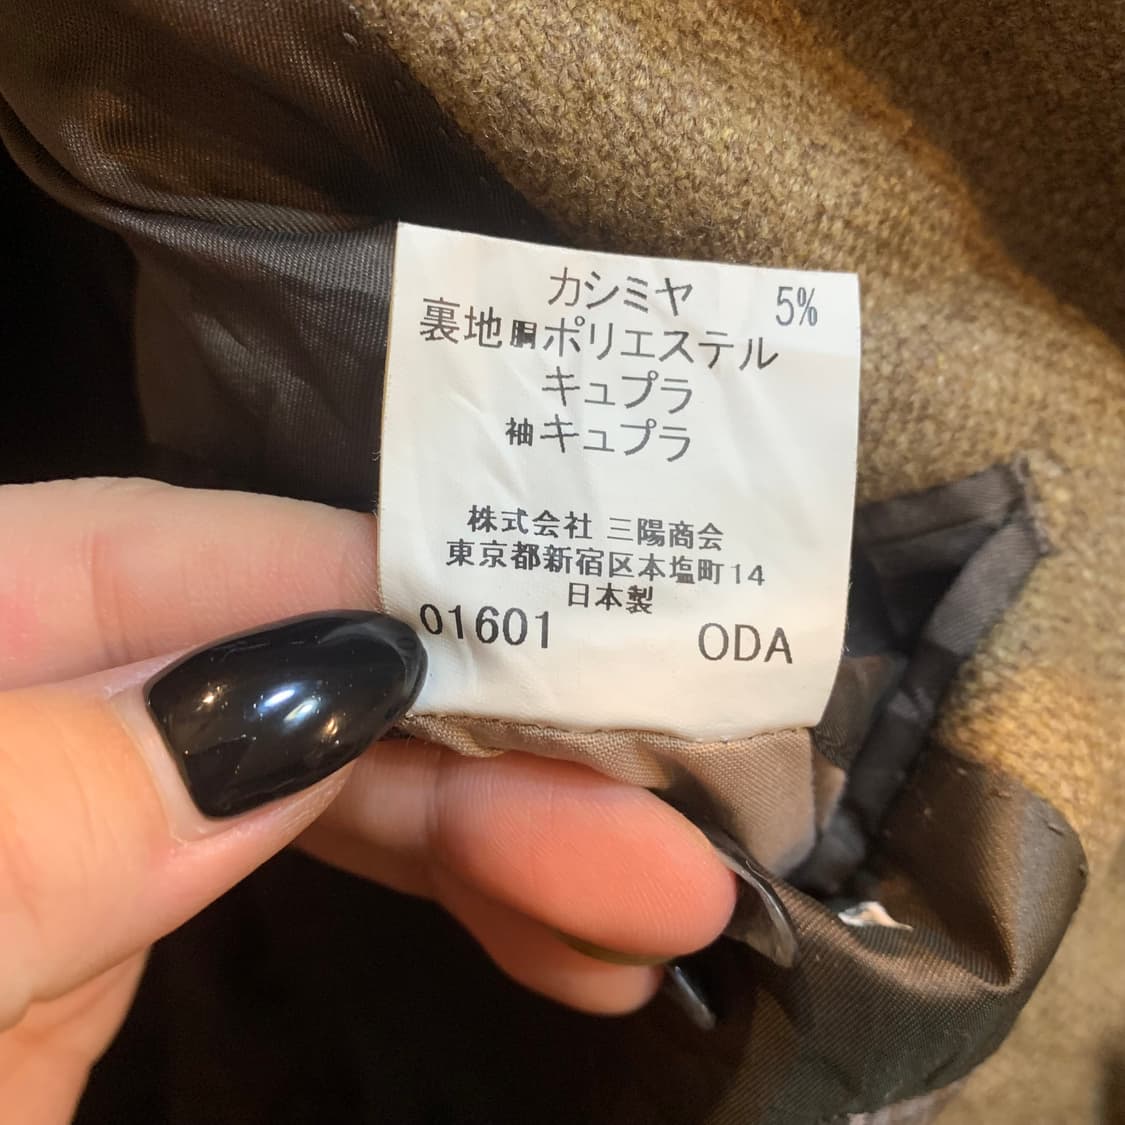 カシミヤ 5%
裏地 胴 ポリエステル
キュプラ
袖 キュプラ
株式会社 三陽商会
東京都新宿区本塩町14
日本製
01601 ODA